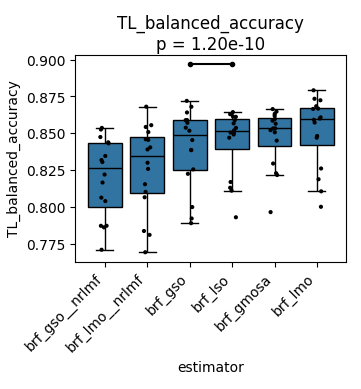 TL_balanced_accuracy
p = 1.20e-10
0.900
0.875
0.850
0.825
0.800
0.775
TL_balanced_accuracy
brf_gso__nrlmf
brf_lmo__nrlmf
brf_gso
brf_lso
brf_gmosa
brf_lmo
estimator